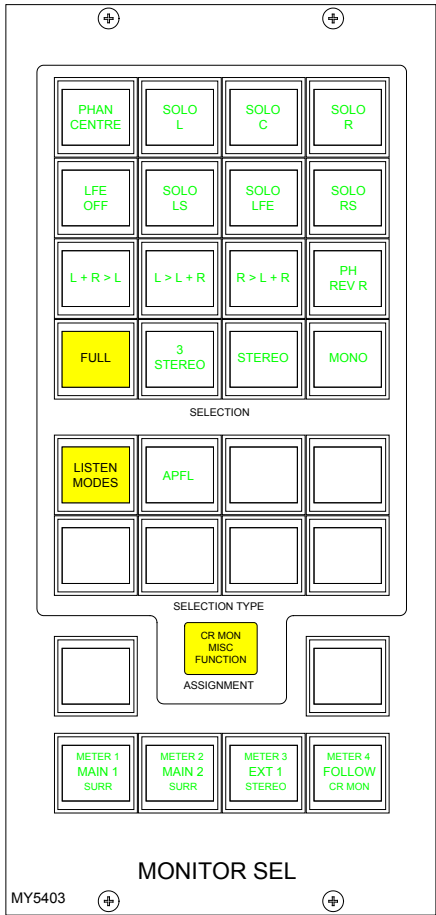 PHAN
CENTRE
SOLO
L
SOLO
C
SOLO
R
LFE
OFF
SOLO
LS
SOLO
LFE
SOLO
RS
L + R > L
L > L + R
R > L + R
PH
REV R
FULL
3
STEREO
STEREO
MONO
SELECTION
LISTEN
MODES
APFL
SELECTION TYPE
CR MON
MISC
FUNCTION
ASSIGNMENT
METER 1
MAIN 1
SURR
METER 2
MAIN 2
SURR
METER 3
EXT 1
STEREO
METER 4
FOLLOW
CR MON
MONITOR SEL
MY5403